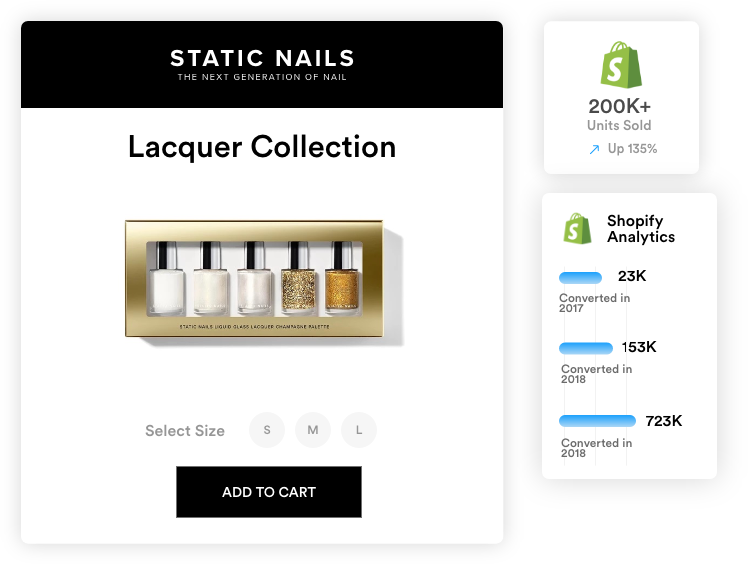 STATIC NAILS
THE NEXT GENERATION OF NAIL
Lacquer Collection
STATIC NAILS LIQUID GLASS LACQUER CHAMPAGNE PALETTE
Select Size S M L
ADD TO CART
200K+
Units Sold
Up 135%
Shopify
Analytics
23K
Converted in
2017
153K
Converted in
2018
723K
Converted in
2018